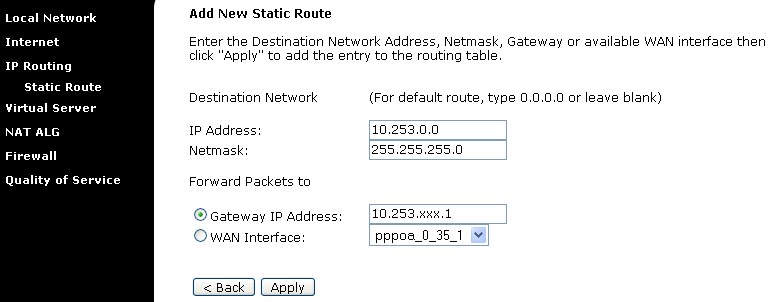 Local Network
Internet
IP Routing
Static Route
Virtual Server
NAT ALG
Firewall
Quality of Service
Add New Static Route
Enter the Destination Network Address, Netmask, Gateway or available WAN interface then
click "Apply" to add the entry to the routing table.
Destination Network (For default route, type 0.0.0.0 or leave blank)
IP Address: 10.253.0.0
Netmask: 255.255.255.0
Forward Packets to
Gateway IP Address: 10.253.xxx.1
WAN Interface: pppoa_0_35_1
< Back Apply